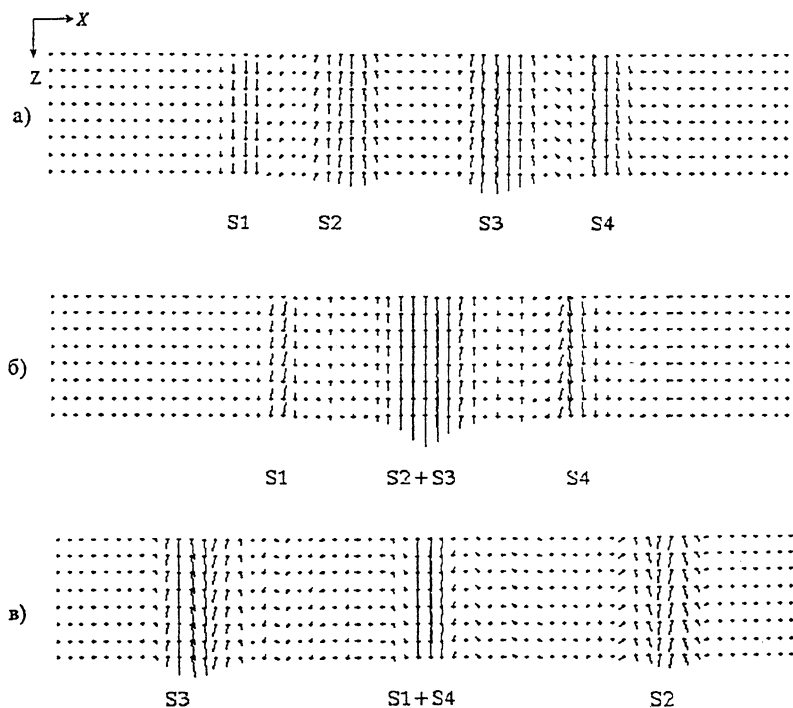 X
Z
а)
S1 S2 S3 S4
б)
S1 S2+S3 S4
в)
S3 S1+S4 S2